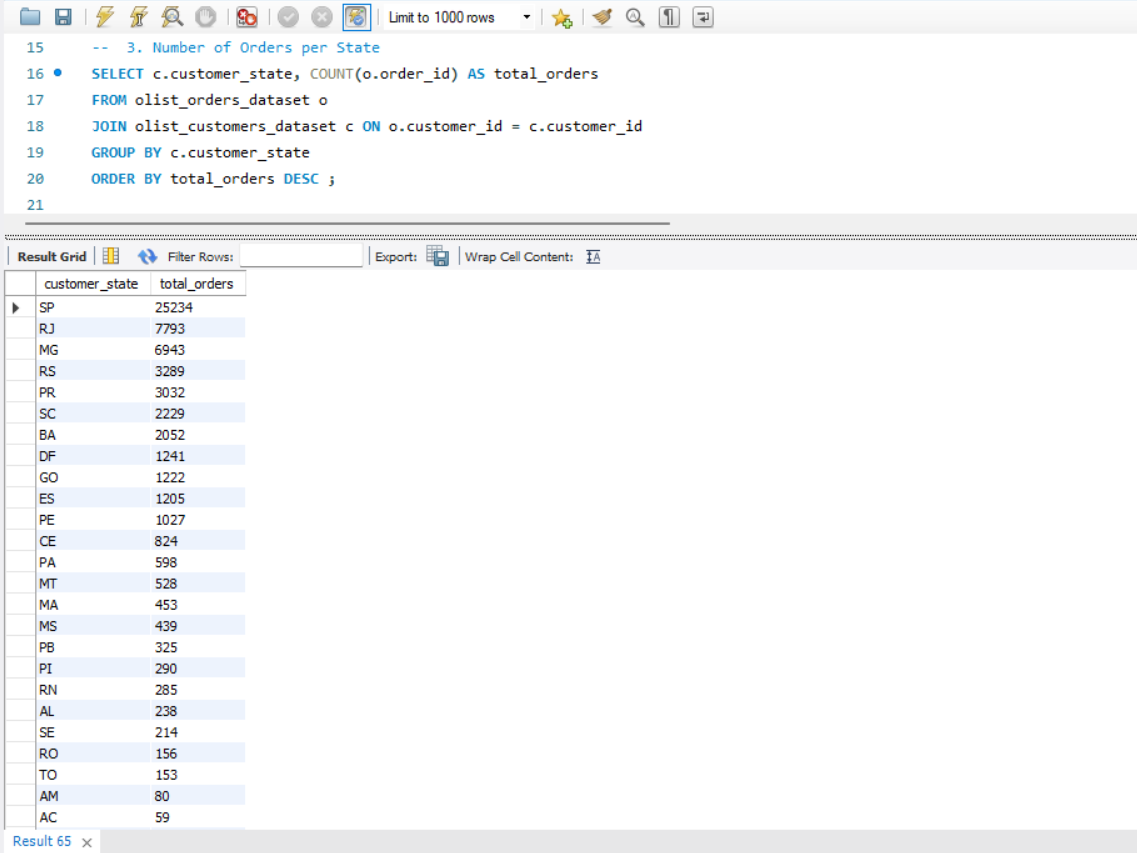 Limit to 1000 rows
15 -- 3. Number of Orders per State
16 SELECT c.customer_state, COUNT(o.order_id) AS total_orders
17 FROM olist_orders_dataset o
18 JOIN olist_customers_dataset c ON o.customer_id = c.customer_id
19 GROUP BY c.customer_state
20 ORDER BY total_orders DESC ;
21
Result Grid Filter Rows: Export: Wrap Cell Content: IA
customer_state total_orders
SP 25234
RJ 7793
MG 6943
RS 3289
PR 3032
SC 2229
BA 2052
DF 1241
GO 1222
ES 1205
PE 1027
CE 824
PA 598
MT 528
MA 453
MS 439
PB 325
PI 290
RN 285
AL 238
SE 214
RO 156
TO 153
AM 80
AC 59
Result 65